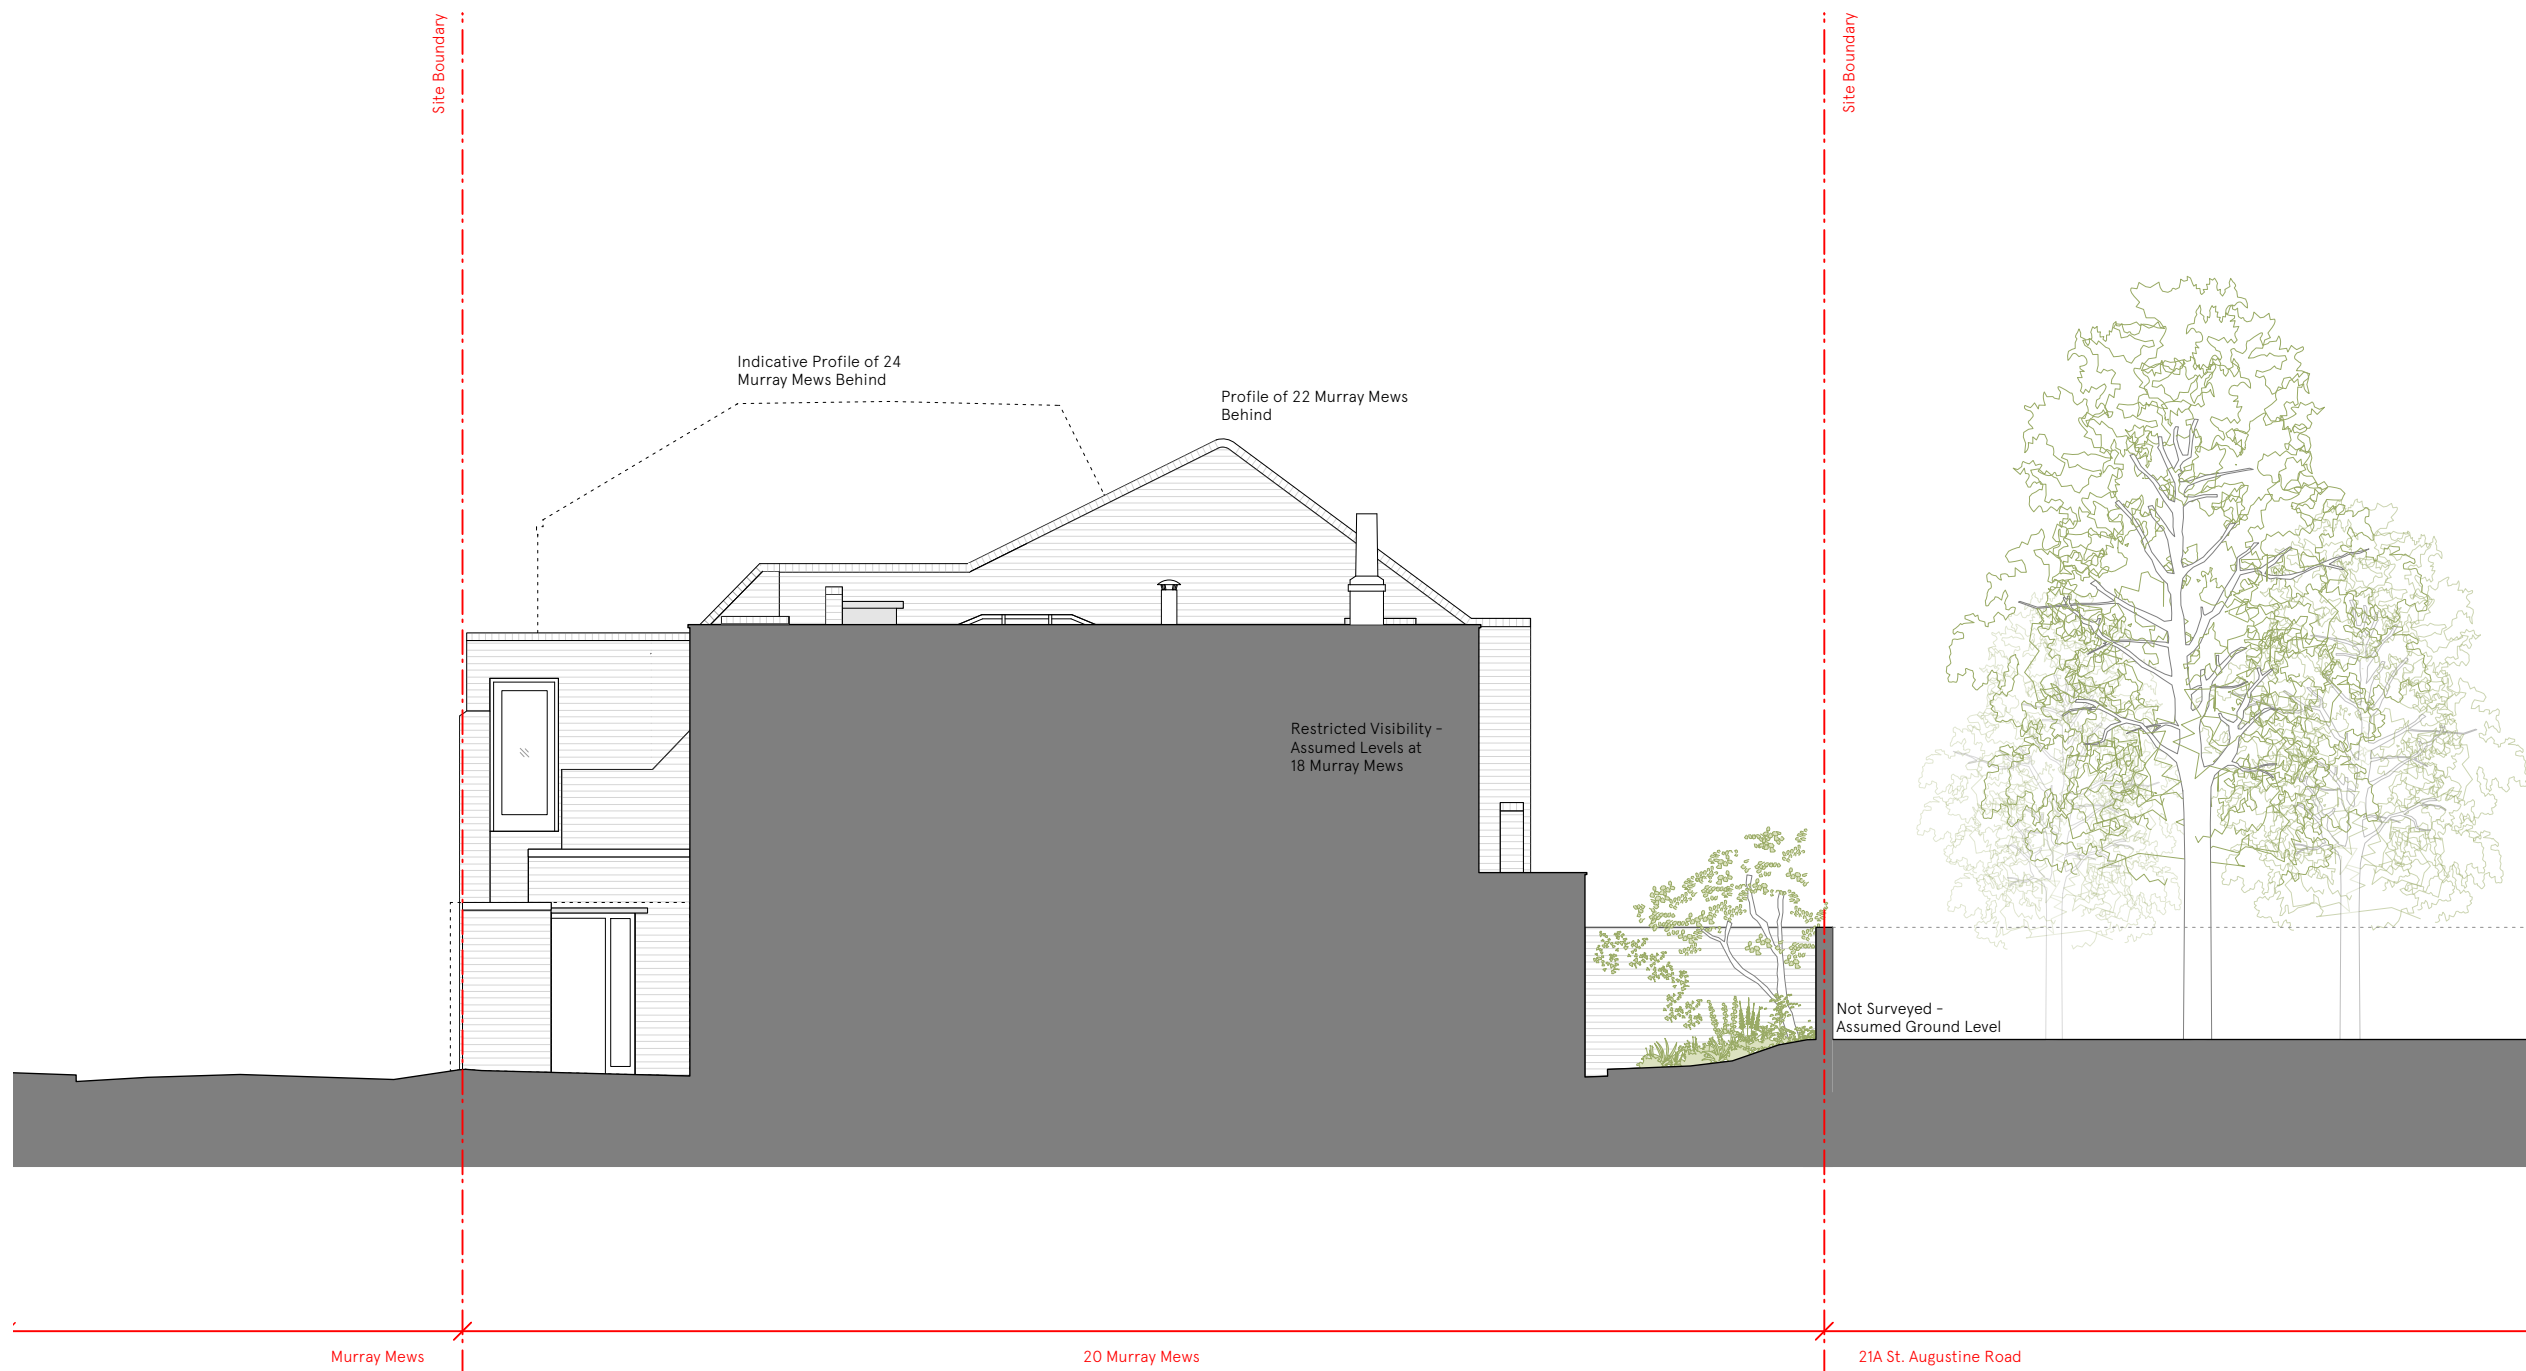 Site Boundary
Site Boundary
Indicative Profile of 24
Murray Mews Behind
Profile of 22 Murray Mews
Behind
Restricted Visibility -
Assumed Levels at
18 Murray Mews
Not Surveyed -
Assumed Ground Level
Murray Mews
20 Murray Mews
21A St. Augustine Road